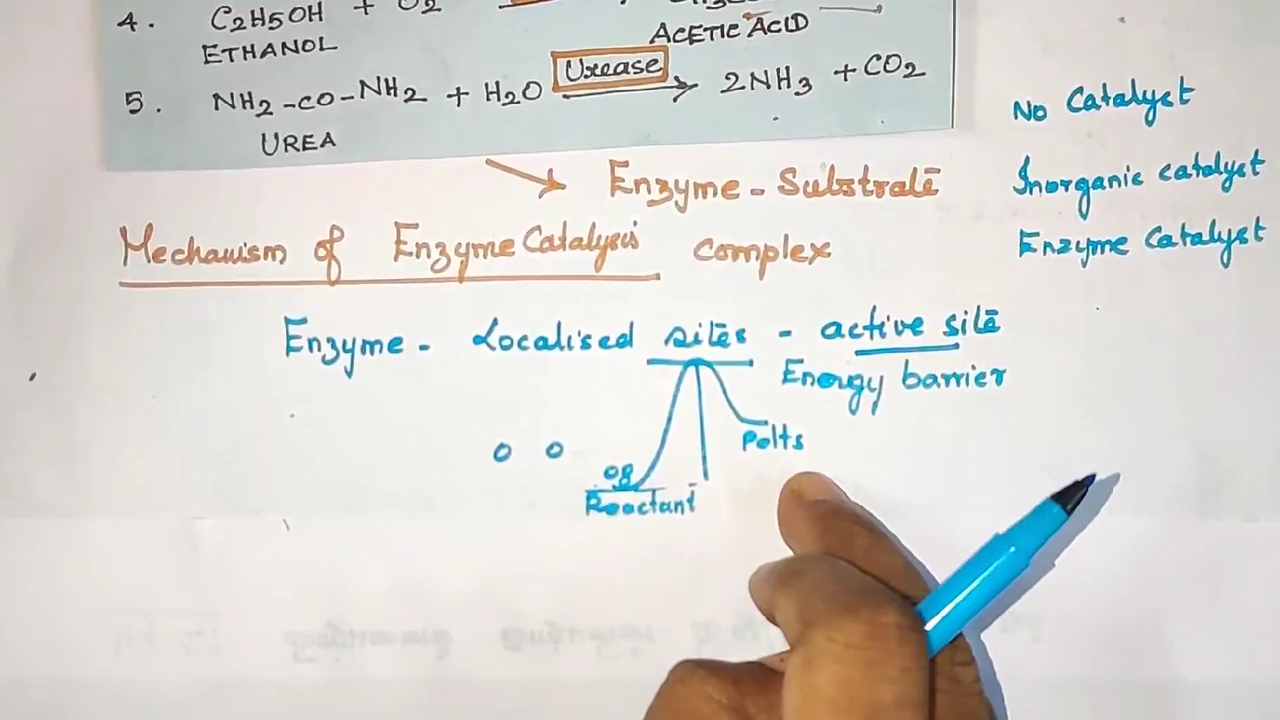 4. C2H5OH + O2
ETHANOL
ACETIC ACID
5. NH2-CO-NH2 + H2O Urease 2NH3 + CO2
UREA
No Catalyst
Inorganic catalyst
Enzyme Catalyst
Enzyme - Substrate
Mechanism of Enzyme Catalysis complex
Enzyme - Localised sites - active site
Energy barrier
Pdts
Reactant